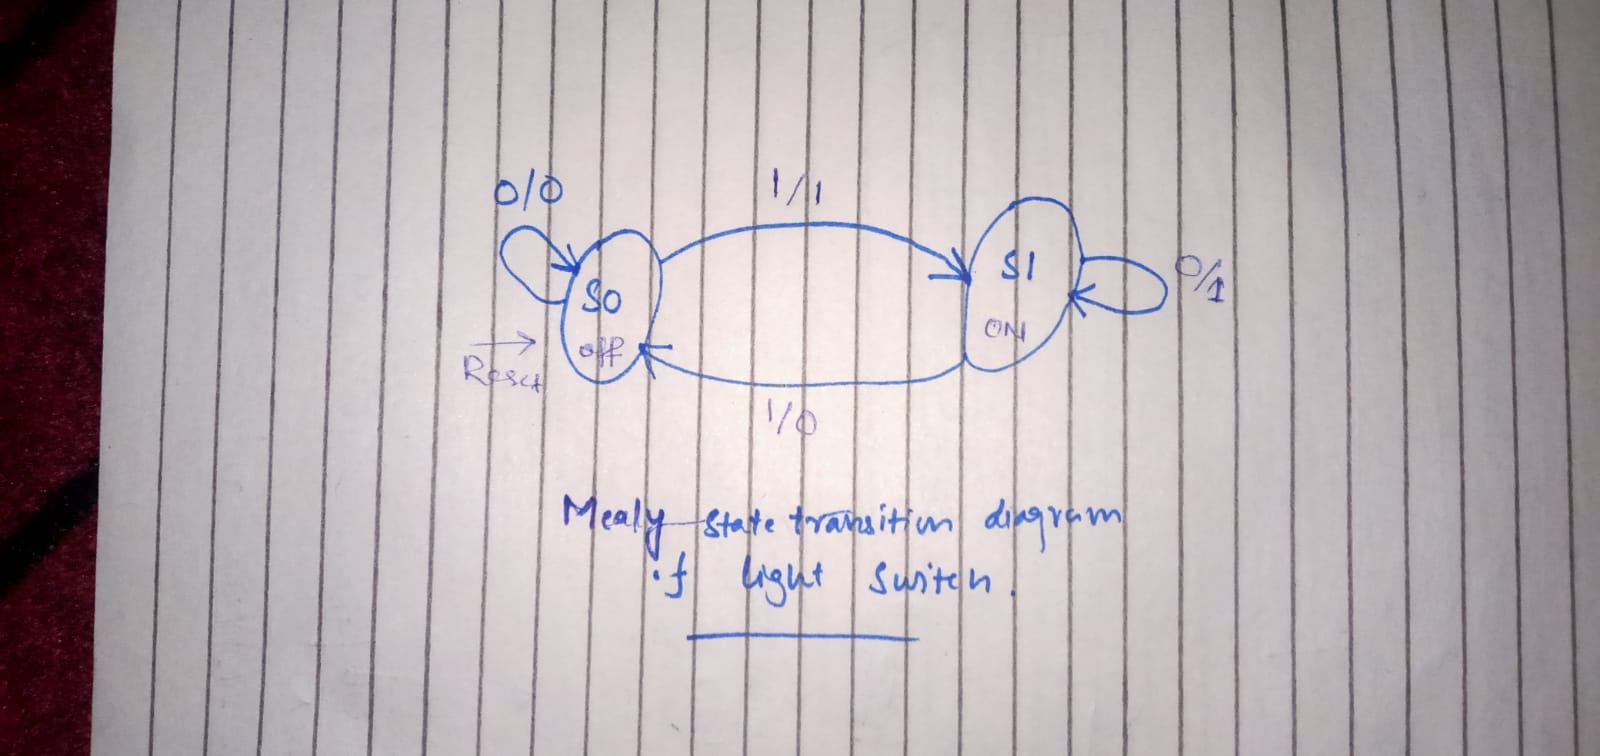 0/0
1/1
S0
off
S1
ON
0/1
Reset
1/0
Mealy state transition diagram
of light switch.